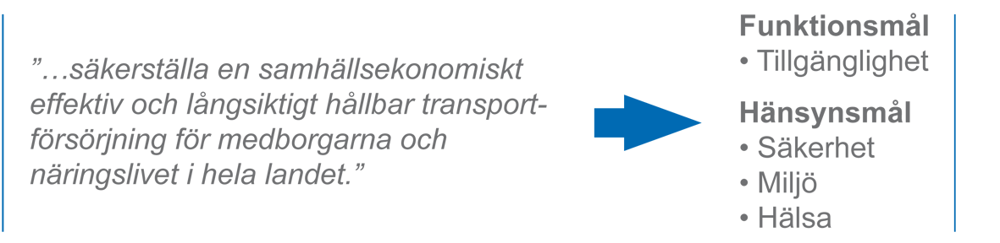 ”…säkerställa en samhällsekonomiskt
effektiv och långsiktigt hållbar transport-
försörjning för medborgarna och
näringslivet i hela landet.”
Funktionsmål
• Tillgänglighet
Hänsynsmål
• Säkerhet
• Miljö
• Hälsa